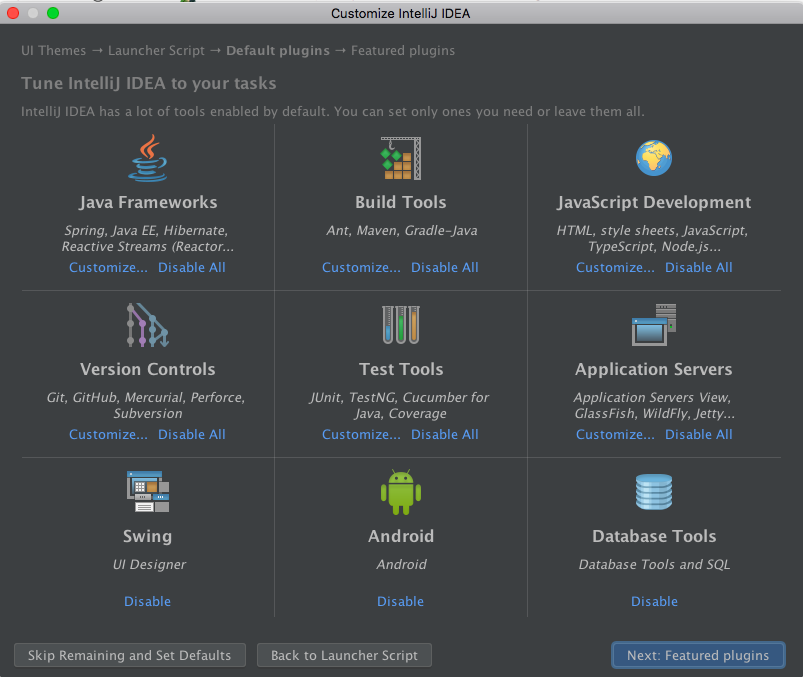 Customize IntelliJ IDEA
UI Themes → Launcher Script → Default plugins → Featured plugins
Tune IntelliJ IDEA to your tasks
IntelliJ IDEA has a lot of tools enabled by default. You can set only ones you need or leave them all.
Java Frameworks
Spring, Java EE, Hibernate,
Reactive Streams (Reactor...
Customize... Disable All
Build Tools
Ant, Maven, Gradle-Java
Customize... Disable All
JavaScript Development
HTML, style sheets, JavaScript,
TypeScript, Node.js...
Customize... Disable All
Version Controls
Git, GitHub, Mercurial, Perforce,
Subversion
Customize... Disable All
Test Tools
JUnit, TestNG, Cucumber for
Java, Coverage
Customize... Disable All
Application Servers
Application Servers View,
GlassFish, WildFly, Jetty...
Customize... Disable All
Swing
UI Designer
Disable
Android
Android
Disable
Database Tools
Database Tools and SQL
Disable
Skip Remaining and Set Defaults
Back to Launcher Script
Next: Featured plugins